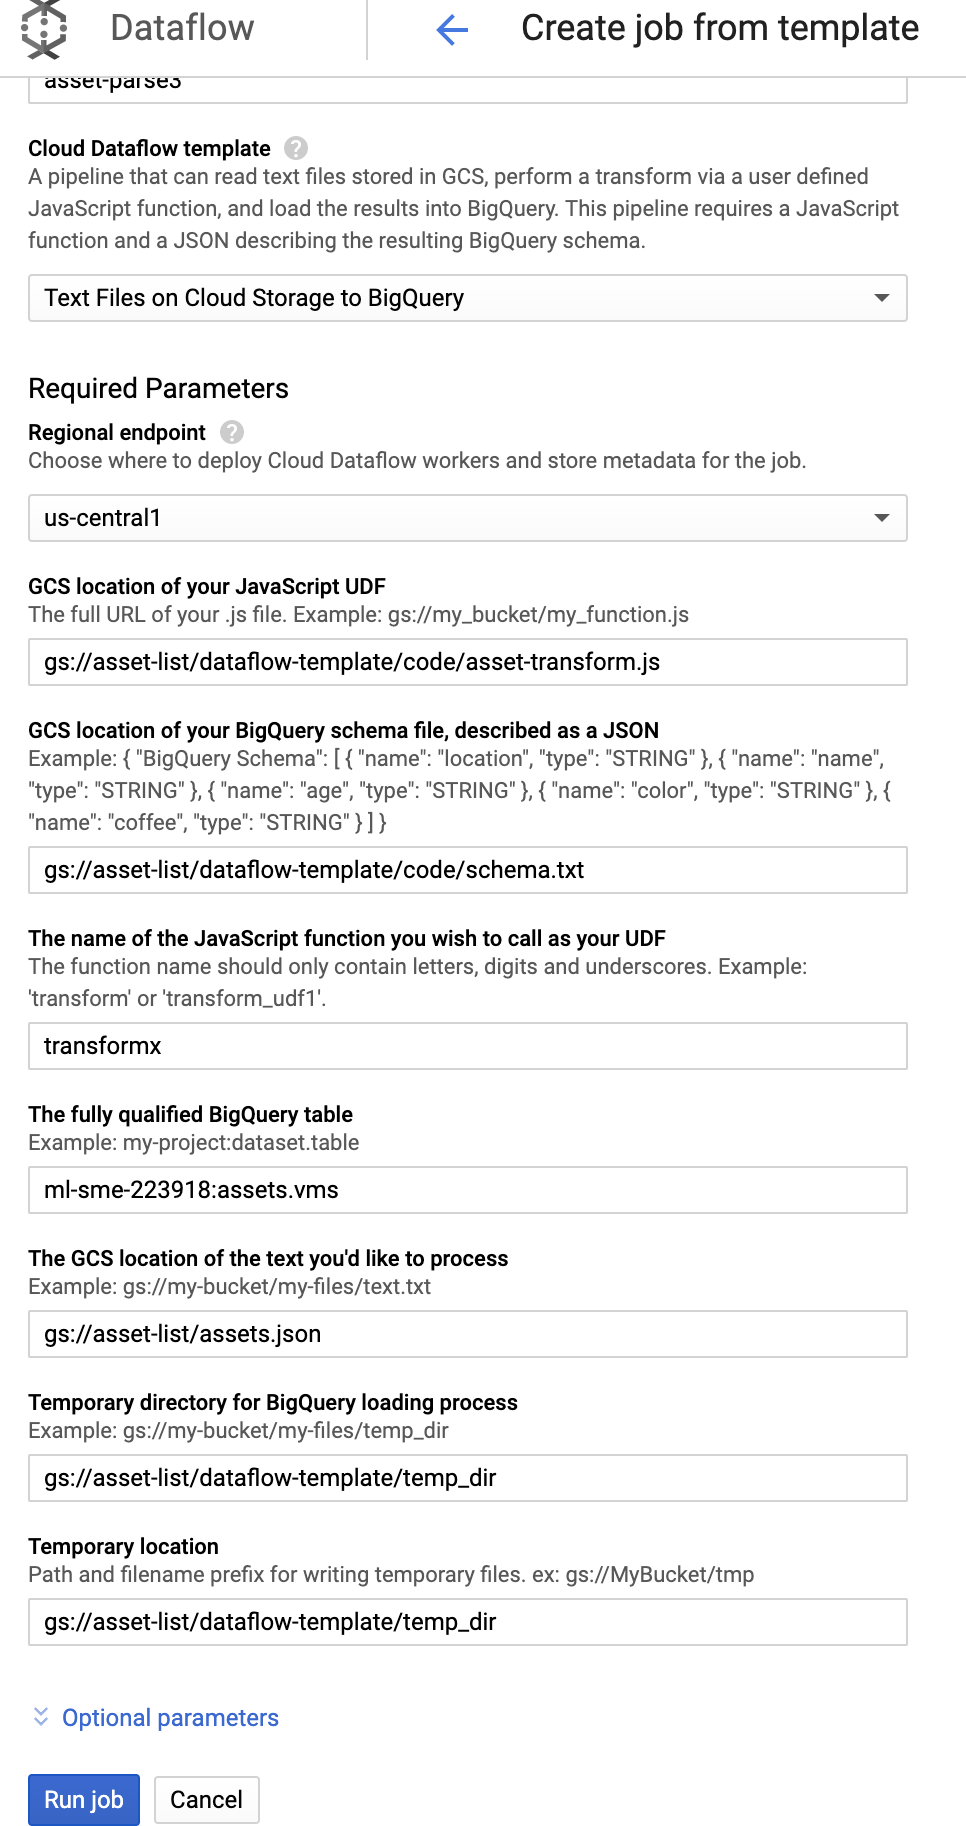 Dataflow
Create job from template
asset-parse3
Cloud Dataflow template ?
A pipeline that can read text files stored in GCS, perform a transform via a user defined
JavaScript function, and load the results into BigQuery. This pipeline requires a JavaScript
function and a JSON describing the resulting BigQuery schema.
Text Files on Cloud Storage to BigQuery
Required Parameters
Regional endpoint ?
Choose where to deploy Cloud Dataflow workers and store metadata for the job.
us-central1
GCS location of your JavaScript UDF
The full URL of your .js file. Example: gs://my_bucket/my_function.js
gs://asset-list/dataflow-template/code/asset-transform.js
GCS location of your BigQuery schema file, described as a JSON
Example: { "BigQuery Schema": [ { "name": "location", "type": "STRING" }, { "name": "name",
"type": "STRING" }, { "name": "age", "type": "STRING" }, { "name": "color", "type": "STRING" }, {
"name": "coffee", "type": "STRING" } ] }
gs://asset-list/dataflow-template/code/schema.txt
The name of the JavaScript function you wish to call as your UDF
The function name should only contain letters, digits and underscores. Example:
'transform' or 'transform_udf1'.
transformx
The fully qualified BigQuery table
Example: my-project:dataset.table
ml-sme-223918:assets.vms
The GCS location of the text you'd like to process
Example: gs://my-bucket/my-files/text.txt
gs://asset-list/assets.json
Temporary directory for BigQuery loading process
Example: gs://my-bucket/my-files/temp_dir
gs://asset-list/dataflow-template/temp_dir
Temporary location
Path and filename prefix for writing temporary files. ex: gs://MyBucket/tmp
gs://asset-list/dataflow-template/temp_dir
Optional parameters
Run job
Cancel